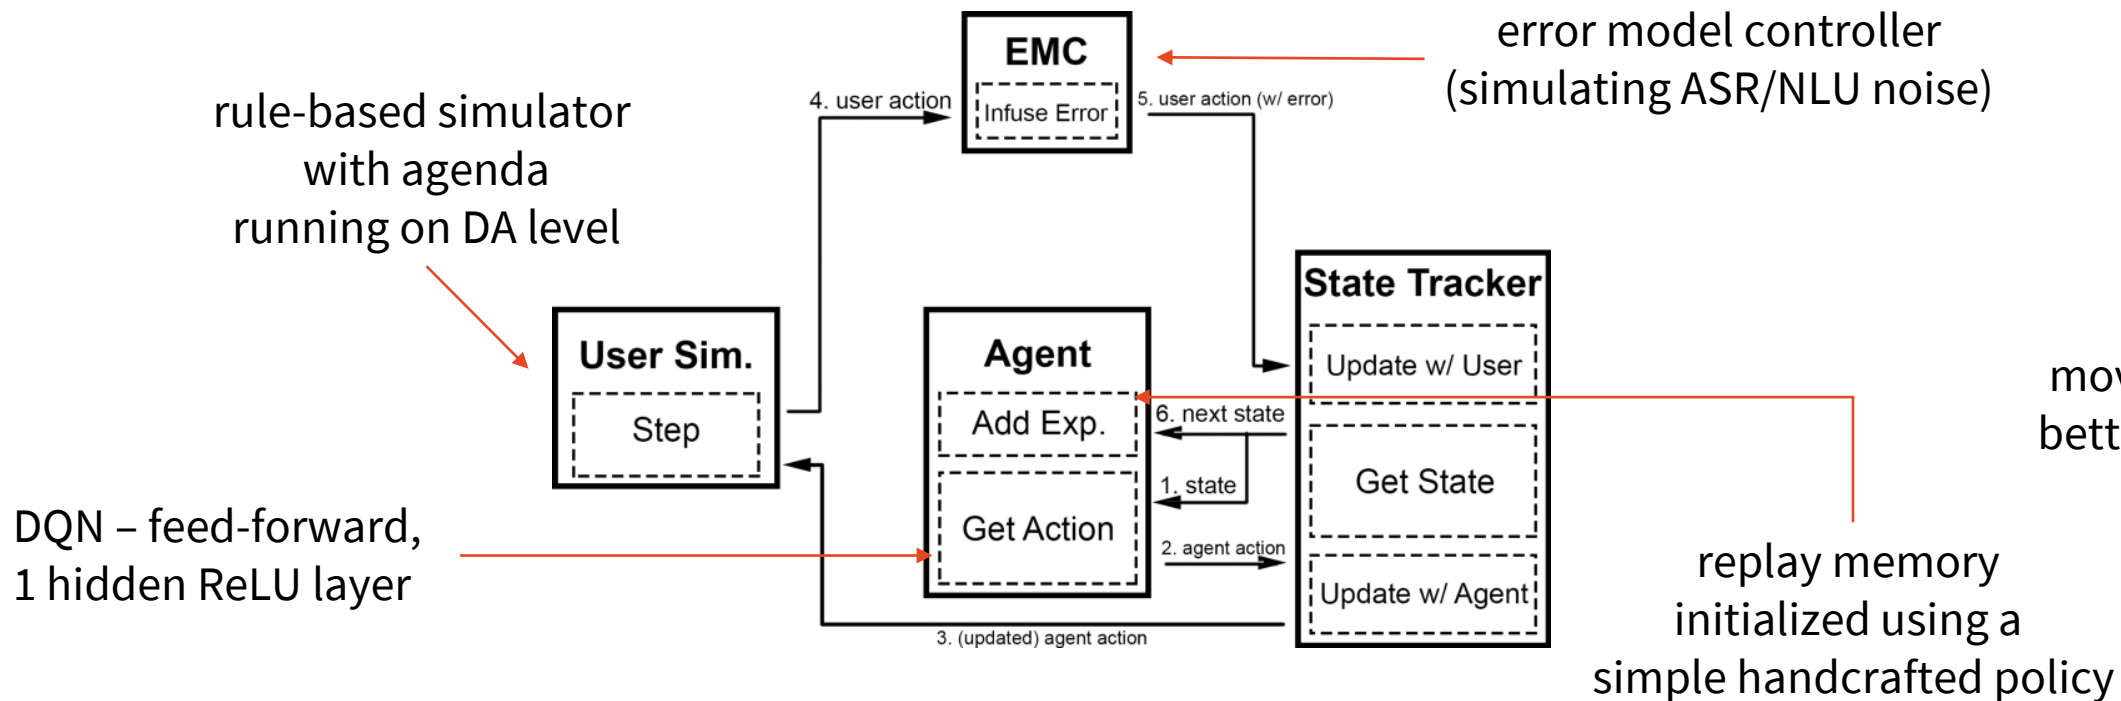 error model controller
(simulating ASR/NLU noise)
EMC
Infuse Error
4. user action
5. user action (w/ error)
rule-based simulator
with agenda
running on DA level
State Tracker
Update w/ User
Get State
Update w/ Agent
User Sim.
Step
Agent
Add Exp.
Get Action
6. next state
1. state
2. agent action
3. (updated) agent action
DQN – feed-forward,
1 hidden ReLU layer
replay memory
initialized using a
simple handcrafted policy